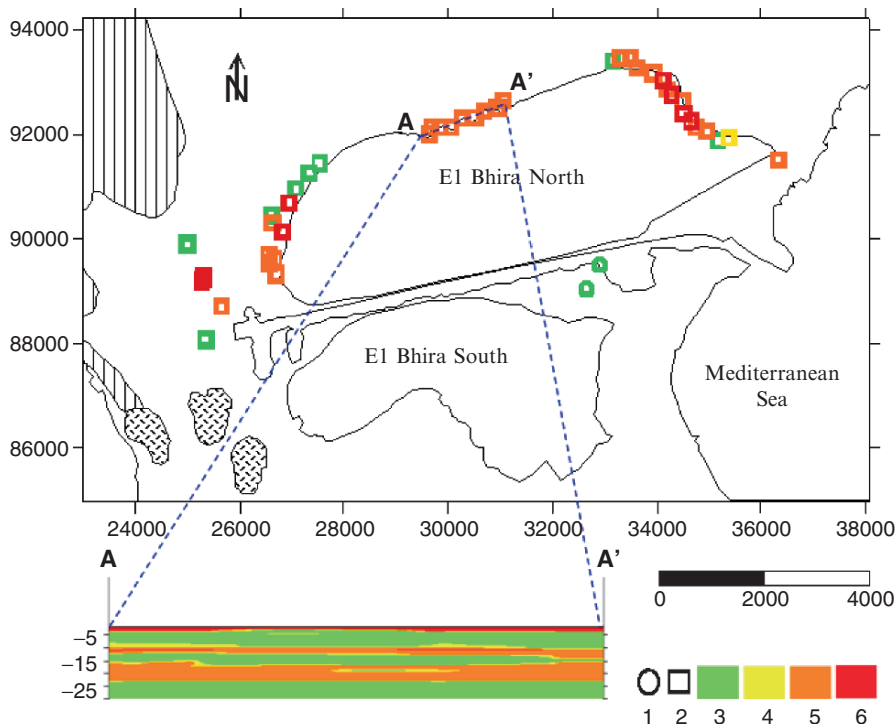 94000
N
A'
A
92000
E1 Bhira North
90000
88000
E1 Bhira South
Mediterranean
Sea
86000
24000 26000 28000 30000 32000 34000 36000 38000
A A'
0 2000 4000
−5
−15
−25
1 2 3 4 5 6